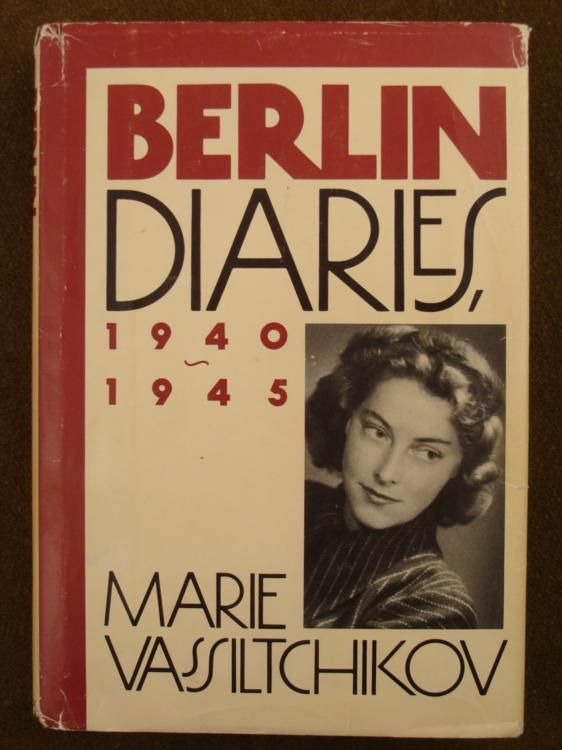 BERLIN
DIARIES,
1940
~
1945
MARIE
VASSILTCHIKOV